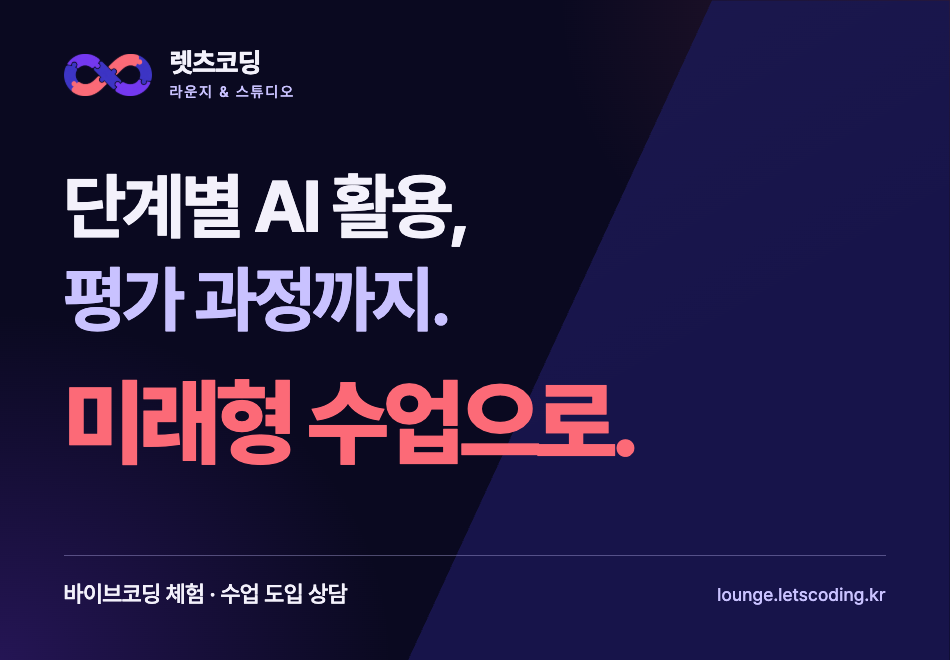 렛츠코딩
라운지 & 스튜디오
단계별 AI 활용,
평가 과정까지.
미래형 수업으로.
바이브코딩 체험 · 수업 도입 상담
lounge.letscoding.kr